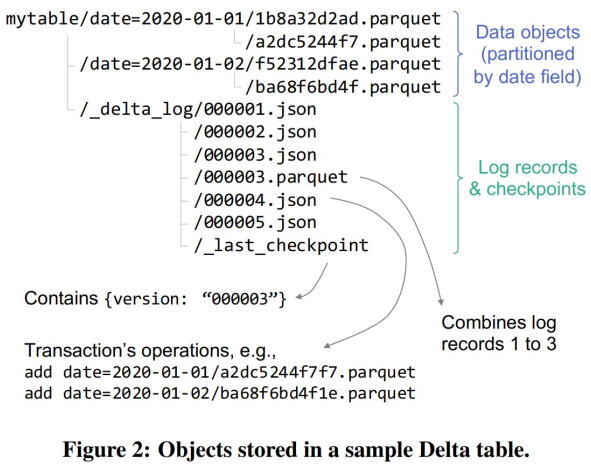 mytable/date=2020-01-01/1b8a32d2ad.parquet
/a2dc5244f7.parquet
/date=2020-01-02/f52312dfae.parquet
/ba68f6bd4f.parquet
/_delta_log/000001.json
/000002.json
/000003.json
/000003.parquet
/000004.json
/000005.json
/_last_checkpoint
Data objects
(partitioned
by date field)
Log records
& checkpoints
Contains {version: “000003”}
Combines log
records 1 to 3
Transaction’s operations, e.g.,
add date=2020-01-01/a2dc5244f7f7.parquet
add date=2020-01-02/ba68f6bd4f1e.parquet
Figure 2: Objects stored in a sample Delta table.